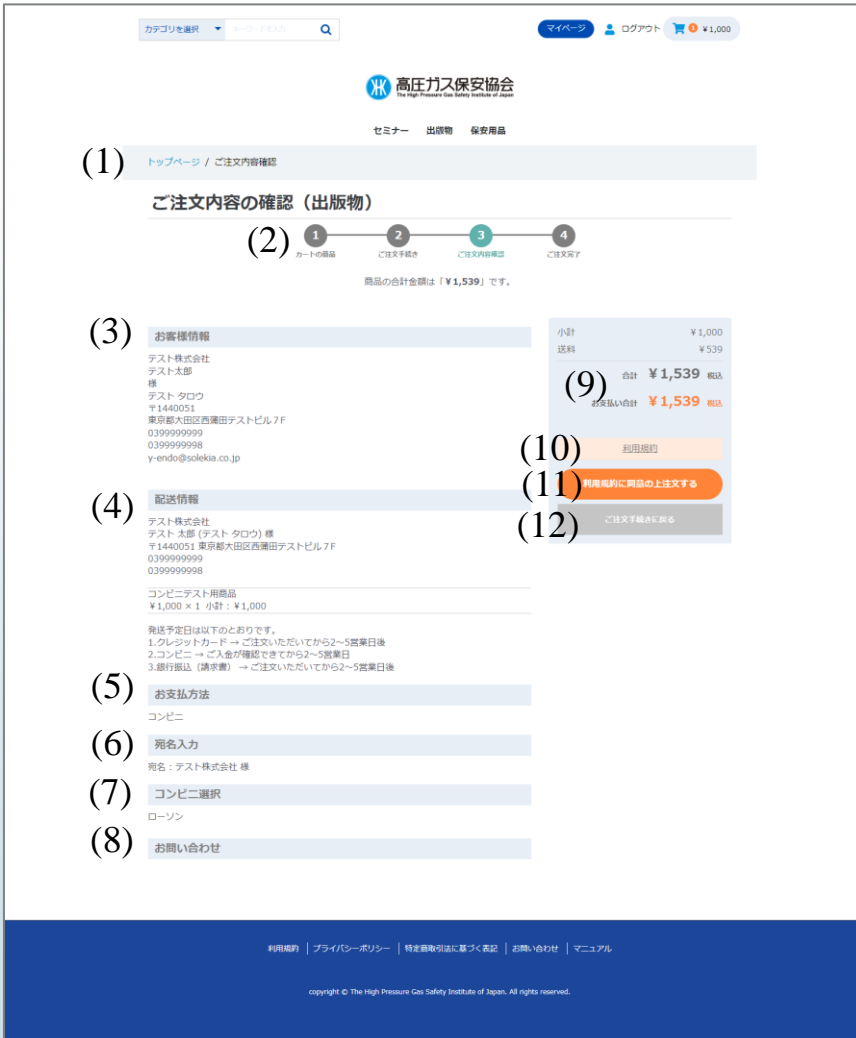 カテゴリを選択
キーワードを入力
マイページ
ログアウト
1 ¥1,000
高圧ガス保安協会
The High Pressure Gas Safety Institute of Japan
セミナー 出版物 保安用品
(1)
トップページ / ご注文内容確認
ご注文内容の確認（出版物）
(2)
1 2 3 4
カートの商品 ご注文手続き ご注文内容確認 ご注文完了
商品の合計金額は「¥1,539」です。
(3)
お客様情報
テスト株式会社
テスト太郎
様
テスト タロウ
〒1440051
東京都大田区西蒲田テストビル７F
0399999999
0399999998
y-endo@solekia.co.jp
(4)
配送情報
テスト株式会社
テスト 太郎 (テスト タロウ) 様
〒1440051 東京都大田区西蒲田テストビル７F
0399999999
0399999998
コンビニテスト用商品
¥1,000 × 1 小計：¥1,000
発送予定日は以下のとおりです。
1.クレジットカード → ご注文いただいてから2～5営業日後
2.コンビニ → ご入金が確認できてから2～5営業日
3.銀行振込（請求書） → ご注文いただいてから2～5営業日後
(5)
お支払方法
コンビニ
(6)
宛名入力
宛名：テスト株式会社 様
(7)
コンビニ選択
ローソン
(8)
お問い合わせ
小計 ¥1,000
送料 ¥539
(9)
合計 ¥1,539 税込
お支払い合計 ¥1,539 税込
(10)
利用規約
(11)
利用規約に同意の上注文する
(12)
ご注文手続きに戻る
利用規約 | プライバシーポリシー | 特定商取引法に基づく表記 | お問い合わせ | マニュアル
copyright © The High Pressure Gas Safety Institute of Japan. All rights reserved.